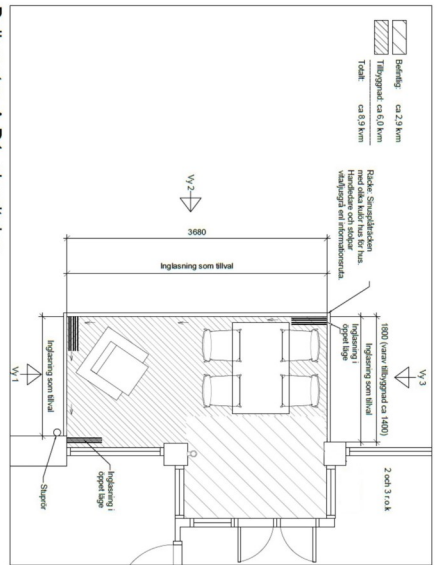 Befintlig: ca 2,9 kvm
Tillbyggnad: ca 6,0 kvm
Totalt: ca 8,9 kvm
Räcke: Sinusplåträcken
med olika kulör hus för hus.
Handledare och stolpar
vita/ljusgrå enl informationsruta.
Vy 2
3680
Inglasning som tillval
1800 (varav tillbyggnad ca 1400)
Inglasning som tillval
Inglasning i
öppet läge
Vy 3
2 och 3 r.o.k
Inglasning som tillval
Vy 1
Inglasning i
öppet läge
Stuprör